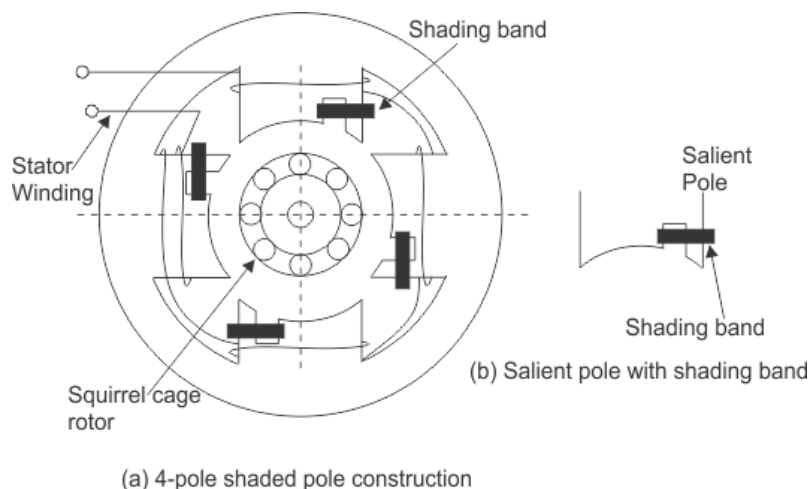 Shading band
Stator
Winding
Salient
Pole
Shading band
(b) Salient pole with shading band
Squirrel cage
rotor
(a) 4-pole shaded pole construction